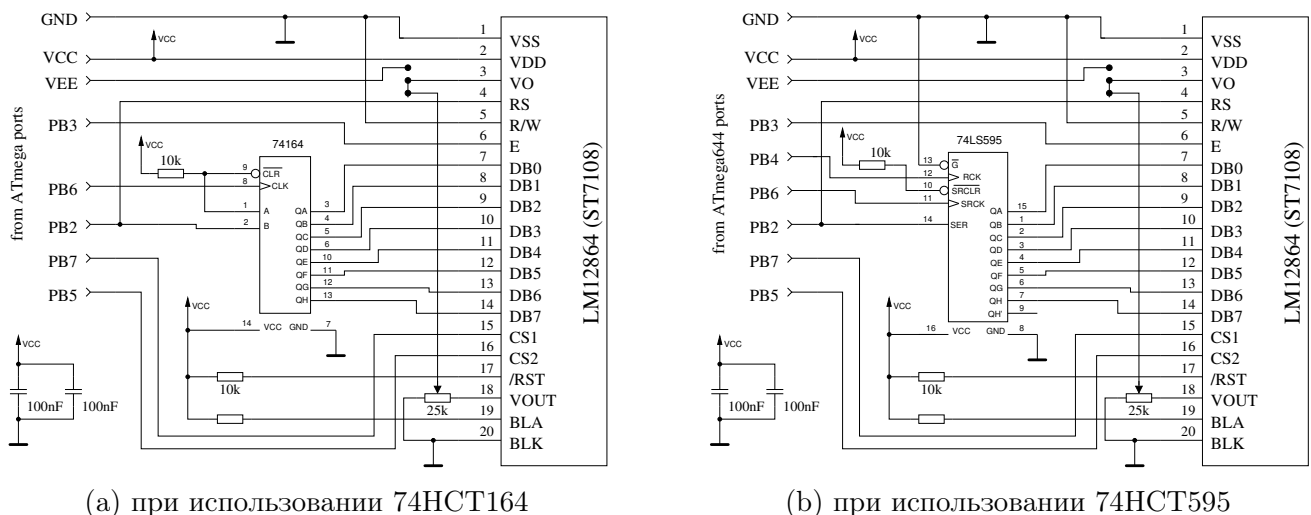 GND
VCC
VCC
VEE
from ATmega ports
PB3
PB6
PB2
PB7
PB5
VCC
10k
74164
9
CLR
8
CLK
1
A
2
B
QA
3
QB
4
QC
5
QD
6
QE
10
QF
11
QG
12
QH
13
14
VCC
GND
7
VCC
VCC
100nF
100nF
10k
25k
1
VSS
2
VDD
3
VO
4
RS
5
R/W
6
E
7
DB0
8
DB1
9
DB2
10
DB3
11
DB4
12
DB5
13
DB6
14
DB7
15
CS1
16
CS2
17
/RST
18
VOUT
19
BLA
20
BLK
LM12864 (ST7108)
(a) при использовании 74HCT164
GND
VCC
VCC
VEE
from ATmega644 ports
PB3
PB4
PB6
PB2
PB7
PB5
VCC
10k
74LS595
13
G
12
RCK
10
SRCLR
11
SRCK
14
SER
QA
15
QB
1
QC
2
QD
3
QE
4
QF
5
QG
6
QH
7
QH'
9
16
VCC
GND
8
VCC
VCC
100nF
100nF
10k
25k
1
VSS
2
VDD
3
VO
4
RS
5
R/W
6
E
7
DB0
8
DB1
9
DB2
10
DB3
11
DB4
12
DB5
13
DB6
14
DB7
15
CS1
16
CS2
17
/RST
18
VOUT
19
BLA
20
BLK
LM12864 (ST7108)
(b) при использовании 74HCT595